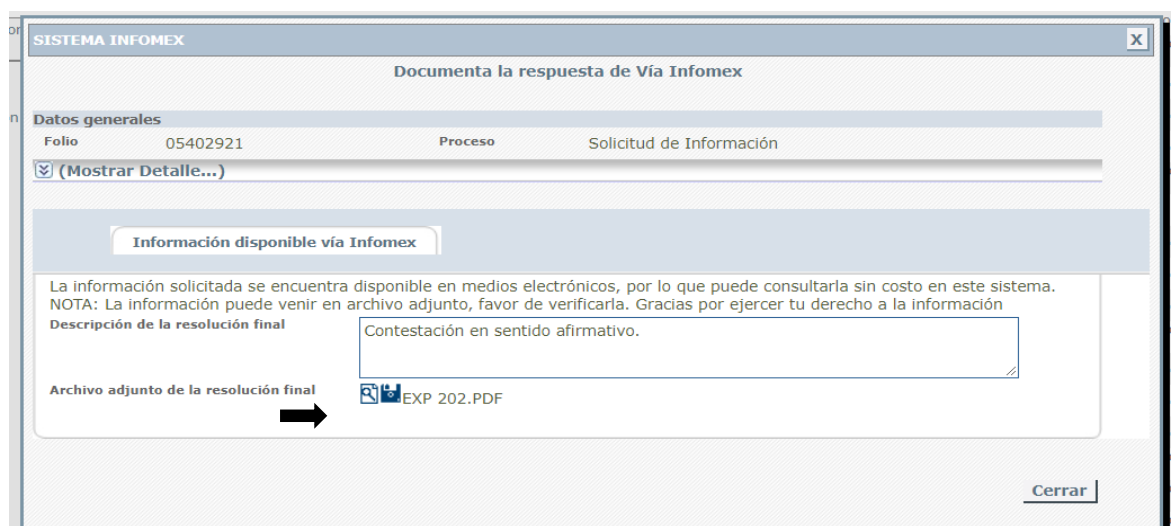 or
SISTEMA INFOMEX X
Documenta la respuesta de Vía Infomex
ón Datos generales
Folio 05402921 Proceso Solicitud de Información
(Mostrar Detalle...)
Información disponible vía Infomex
La información solicitada se encuentra disponible en medios electrónicos, por lo que puede consultarla sin costo en este sistema.
NOTA: La información puede venir en archivo adjunto, favor de verificarla. Gracias por ejercer tu derecho a la información
Descripción de la resolución final Contestación en sentido afirmativo.
Archivo adjunto de la resolución final EXP 202.PDF
Cerrar